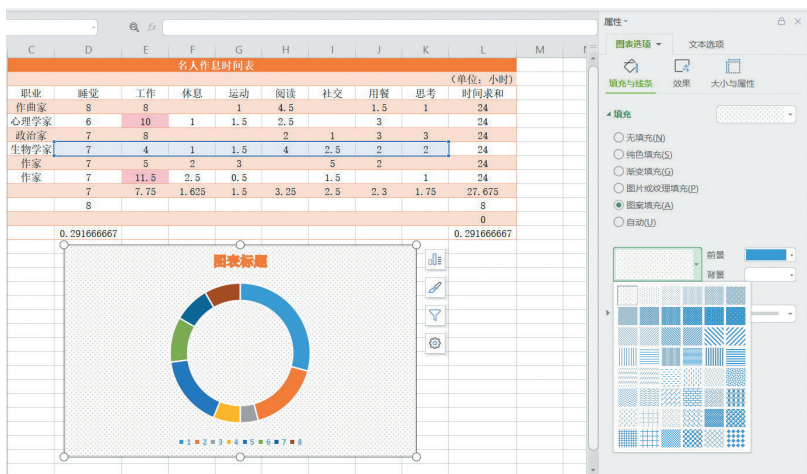 fx
属性
图表选项 文本选项
填充与线条 效果 大小与属性
C D E F G H I J K L M
名人作息时间表
（单位：小时）
职业 睡觉 工作 休息 运动 阅读 社交 用餐 思考 时间求和
作曲家 8 8 1 4.5 1.5 1 24
心理学家 6 10 1 1.5 2.5 3 24
政治家 7 8 2 1 3 3 24
生物学家 7 4 1 1.5 4 2.5 2 2 24
作家 7 5 2 3 5 2 24
作家 7 11.5 2.5 0.5 1.5 1 24
7 7.75 1.625 1.5 3.25 2.5 2.3 1.75 27.675
8 8
0
0.291666667 0.291666667
图表标题
1 2 3 4 5 6 7 8
填充
无填充(N)
纯色填充(S)
渐变填充(G)
图片或纹理填充(P)
图案填充(A)
自动(U)
前景
背景